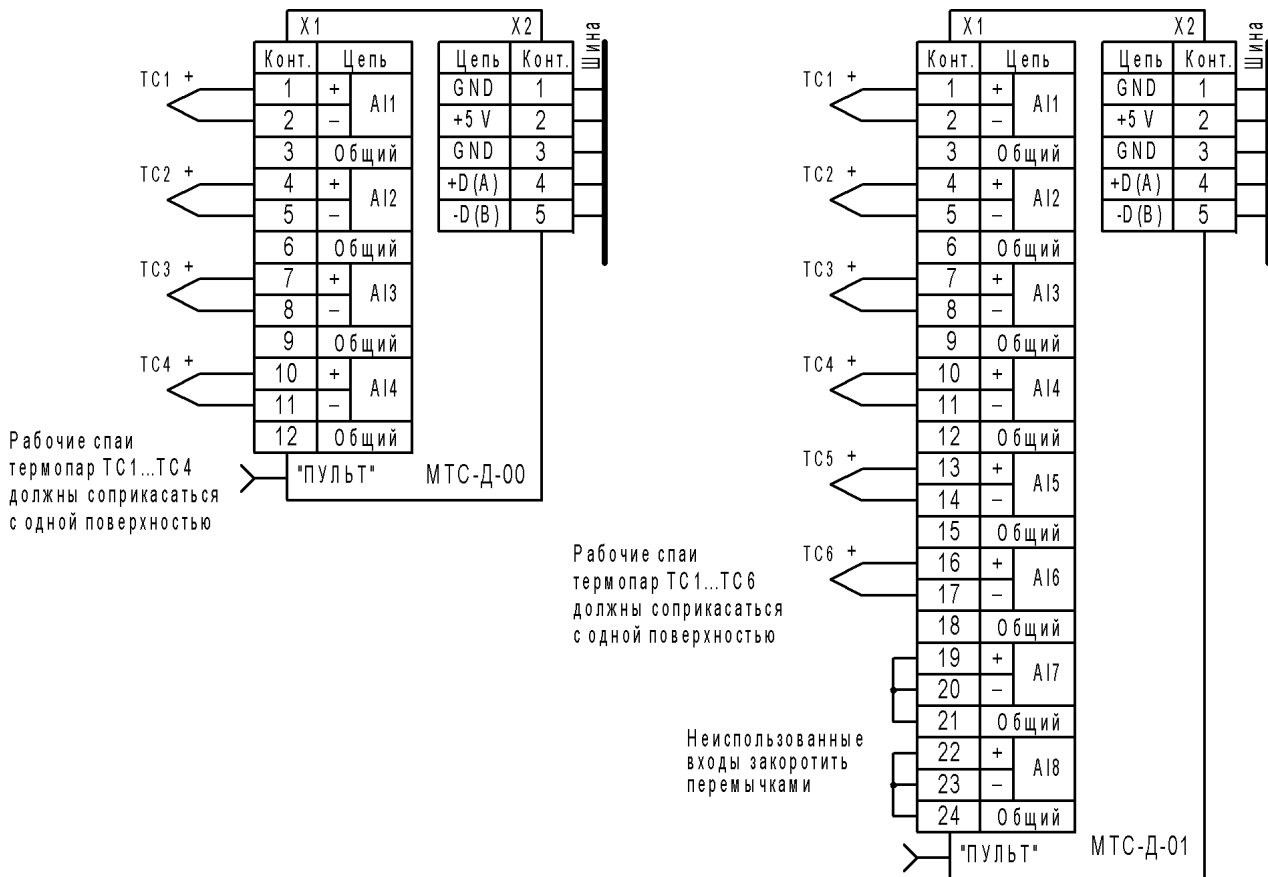 X1 X2
Шина
Конт. Цепь
Цепь Конт.
TC1 +
1 + AI1
2 –
3 Общий
TC2 +
4 + AI2
5 –
6 Общий
TC3 +
7 + AI3
8 –
9 Общий
TC4 +
10 + AI4
11 –
12 Общий
GND 1
+5 V 2
GND 3
+D(A) 4
-D(B) 5
Рабочие спаи
термопар TC1...TC4
должны соприкасаться
с одной поверхностью
"ПУЛЬТ" МТС-Д-00
X1 X2
Шина
Конт. Цепь
Цепь Конт.
TC1 +
1 + AI1
2 –
3 Общий
TC2 +
4 + AI2
5 –
6 Общий
TC3 +
7 + AI3
8 –
9 Общий
TC4 +
10 + AI4
11 –
12 Общий
TC5 +
13 + AI5
14 –
15 Общий
TC6 +
16 + AI6
17 –
18 Общий
19 + AI7
20 –
21 Общий
22 + AI8
23 –
24 Общий
GND 1
+5 V 2
GND 3
+D(A) 4
-D(B) 5
Рабочие спаи
термопар TC1...TC6
должны соприкасаться
с одной поверхностью
Неиспользованные
входы закоротить
перемычками
"ПУЛЬТ" МТС-Д-01